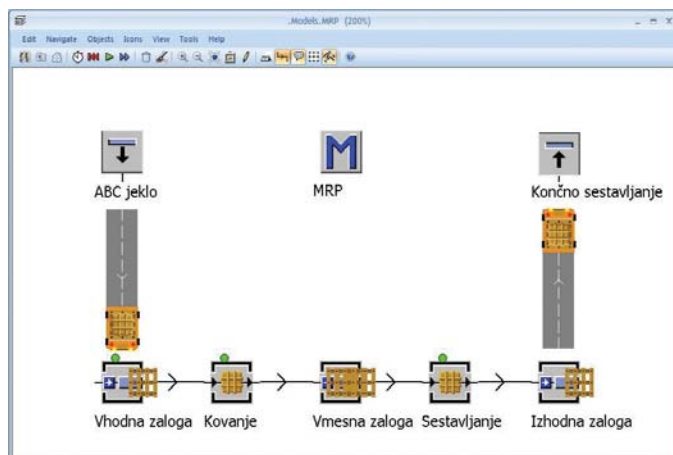 .Models.MRP (200%)
Edit Navigate Objects Icons View Tools Help
ABC jeklo
MRP
Končno sestavljanje
Vhodna zaloga
Kovanje
Vmesna zaloga
Sestavljanje
Izhodna zaloga